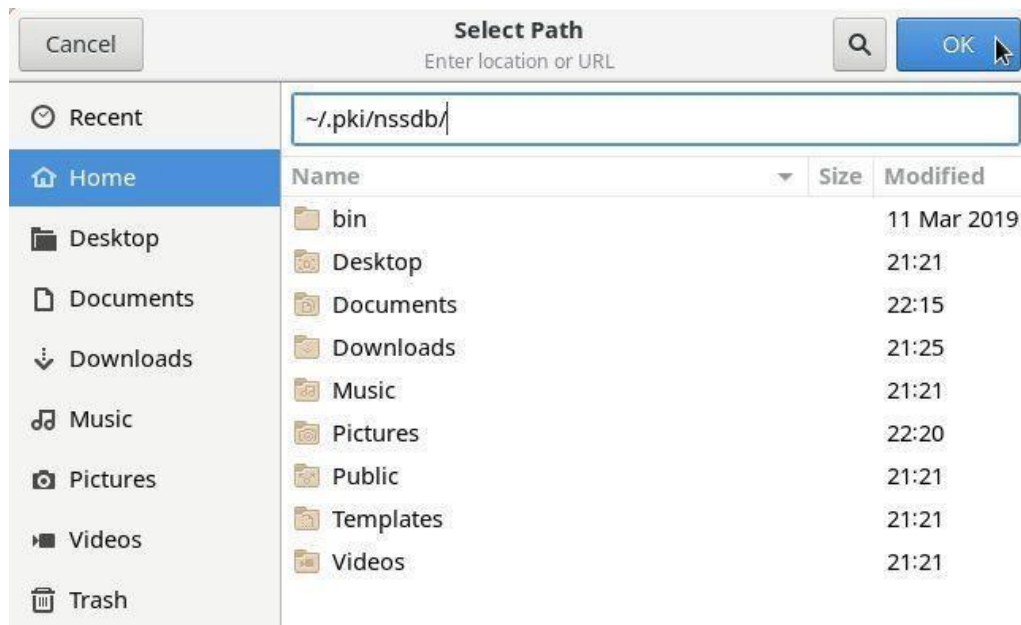 Cancel
Select Path
Enter location or URL
OK
Recent
Home
Desktop
Documents
Downloads
Music
Pictures
Videos
Trash
~/.pki/nssdb/
Name Size Modified
bin 11 Mar 2019
Desktop 21:21
Documents 22:15
Downloads 21:25
Music 21:21
Pictures 22:20
Public 21:21
Templates 21:21
Videos 21:21